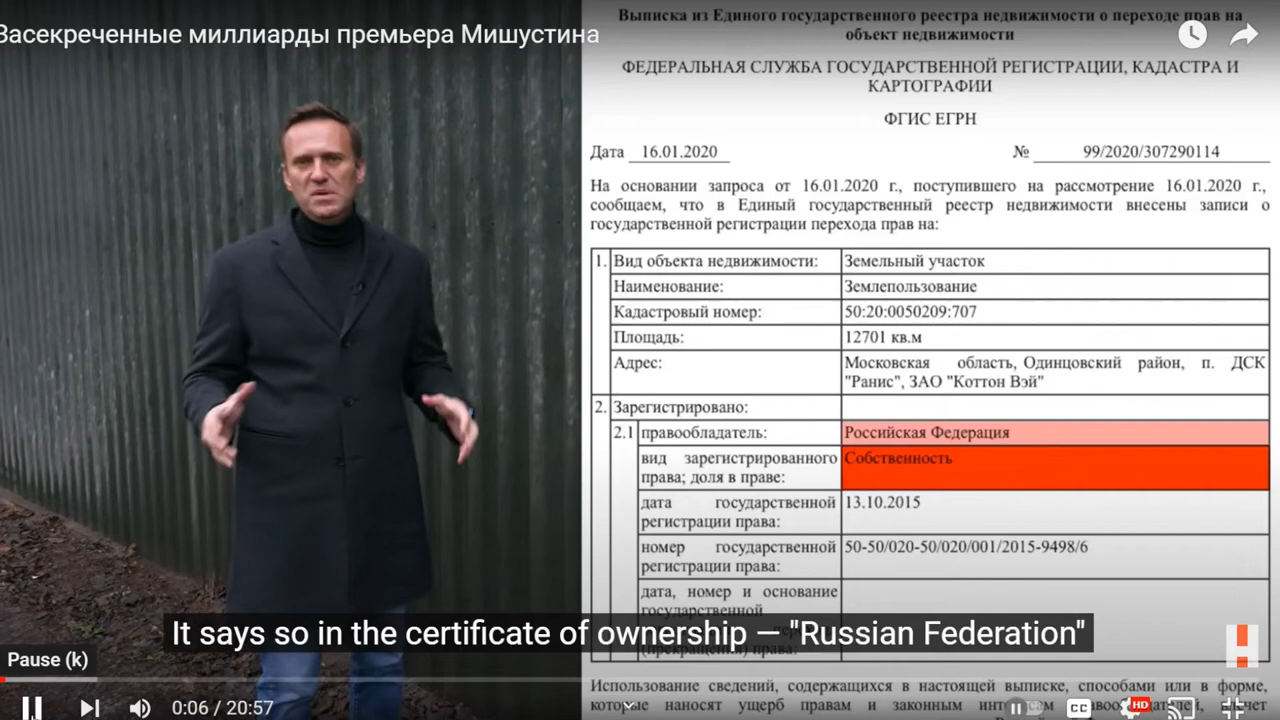 Засекреченные миллиарды премьера Мишустина
Выписка из Единого государственного реестра недвижимости о переходе прав на
объект недвижимости
ФЕДЕРАЛЬНАЯ СЛУЖБА ГОСУДАРСТВЕННОЙ РЕГИСТРАЦИИ, КАДАСТРА И
КАРТОГРАФИИ
ФГИС ЕГРН
Дата 16.01.2020 № 99/2020/307290114
На основании запроса от 16.01.2020 г., поступившего на рассмотрение 16.01.2020 г.,
сообщаем, что в Единый государственный реестр недвижимости внесены записи о
государственной регистрации перехода прав на:
1. Вид объекта недвижимости: Земельный участок
Наименование: Землепользование
Кадастровый номер: 50:20:0050209:707
Площадь: 12701 кв.м
Адрес: Московская область, Одинцовский район, п. ДСК
"Ранис", ЗАО "Коттон Вэй"
2. Зарегистрировано:
2.1 правообладатель: Российская Федерация
вид зарегистрированного Собственность
права; доля в праве:
дата государственной 13.10.2015
регистрации права:
номер государственной 50-50/020-50/020/001/2015-9498/6
регистрации права:
дата, номер и основание
государственной
It says so in the certificate of ownership — "Russian Federation"
(прекращения) права:
Pause (k)
Использование сведений, содержащихся в настоящей выписке, способами или в форме,
которые наносят ущерб правам и законным
0:06 / 20:57
CC
HD